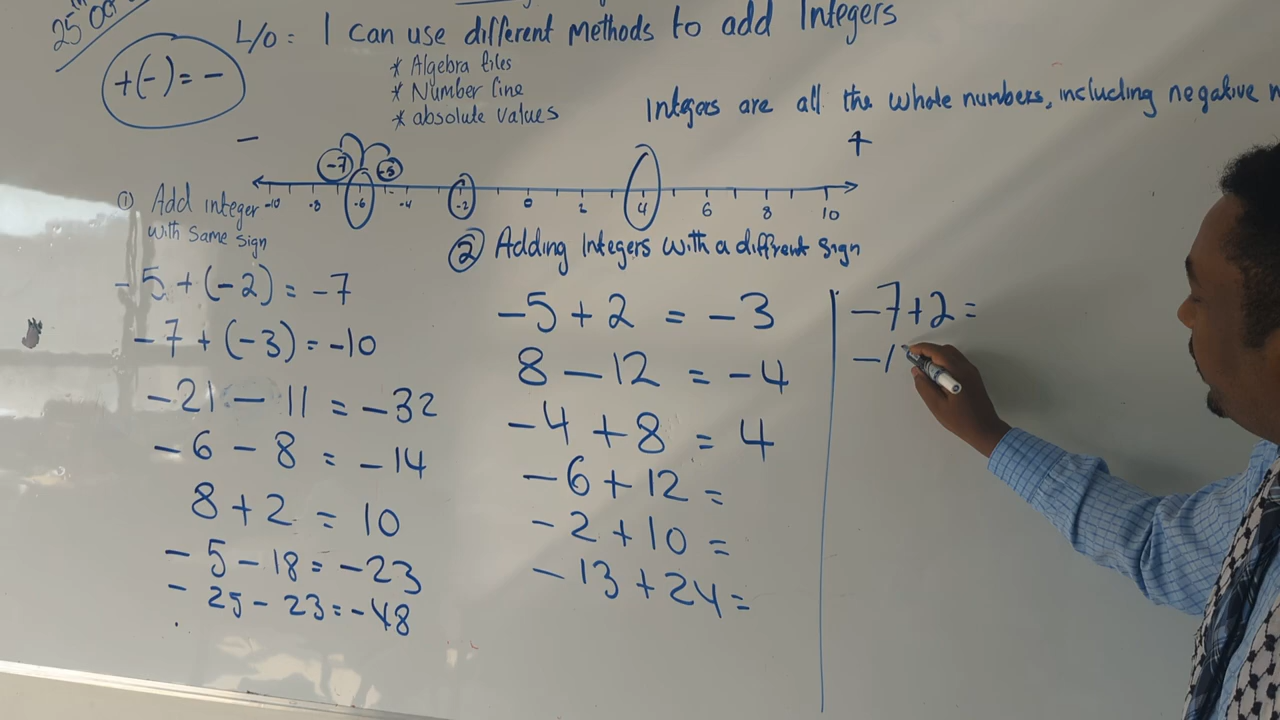 25th Oct
L/O = I can use different methods to add Integers
+(-) = -
* Algebra tiles
* Number line
* absolute values
Integers are all the whole numbers, including negative
- +
-7 -5
-10 -8 -6 -4 -2 0 2 4 6 8 10
① Add integer
with same sign
-5 + (-2) = -7
-7 + (-3) = -10
-21 - 11 = -32
-6 - 8 = -14
8 + 2 = 10
-5 - 18 = -23
- 25 - 23 = -48
② Adding Integers with a different sign
-5 + 2 = -3
8 - 12 = -4
-4 + 8 = 4
-6 + 12 =
-2 + 10 =
-13 + 24 =
-7 + 2 =
-1